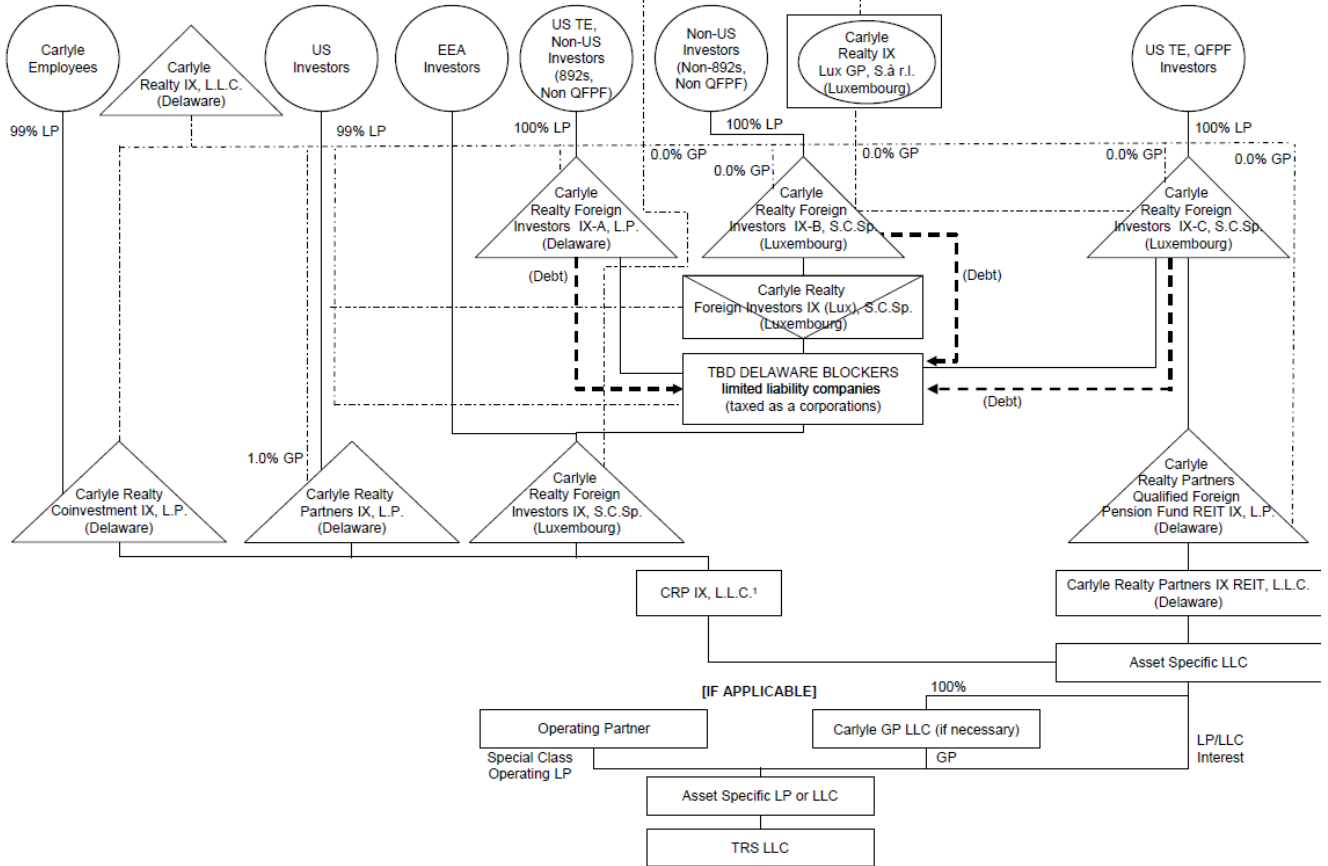 Carlyle
Employees
Carlyle
Realty IX, L.L.C.
(Delaware)
US
Investors
EEA
Investors
US TE,
Non-US
Investors
(892s,
Non QFPF)
Non-US
Investors
(Non-892s,
Non QFPF)
Carlyle
Realty IX
Lux GP, S.à r.l.
(Luxembourg)
US TE, QFPF
Investors
99% LP
99% LP
100% LP
100% LP
100% LP
0.0% GP
0.0% GP
0.0% GP
0.0% GP
0.0% GP
Carlyle
Realty Foreign
Investors IX-A, L.P.
(Delaware)
Carlyle
Realty Foreign
Investors IX-B, S.C.Sp.
(Luxembourg)
Carlyle
Realty Foreign
Investors IX-C, S.C.Sp.
(Luxembourg)
(Debt)
(Debt)
(Debt)
Carlyle Realty
Foreign Investors IX (Lux), S.C.Sp.
(Luxembourg)
TBD DELAWARE BLOCKERS
limited liability companies
(taxed as a corporations)
1.0% GP
Carlyle Realty
Coinvestment IX, L.P.
(Delaware)
Carlyle Realty
Partners IX, L.P.
(Delaware)
Carlyle
Realty Foreign
Investors IX, S.C.Sp.
(Luxembourg)
Carlyle
Realty Partners
Qualified Foreign
Pension Fund REIT IX, L.P.
(Delaware)
CRP IX, L.L.C.¹
Carlyle Realty Partners IX REIT, L.L.C.
(Delaware)
Asset Specific LLC
[IF APPLICABLE]
100%
Operating Partner
Carlyle GP LLC (if necessary)
Special Class
Operating LP
GP
LP/LLC
Interest
Asset Specific LP or LLC
TRS LLC